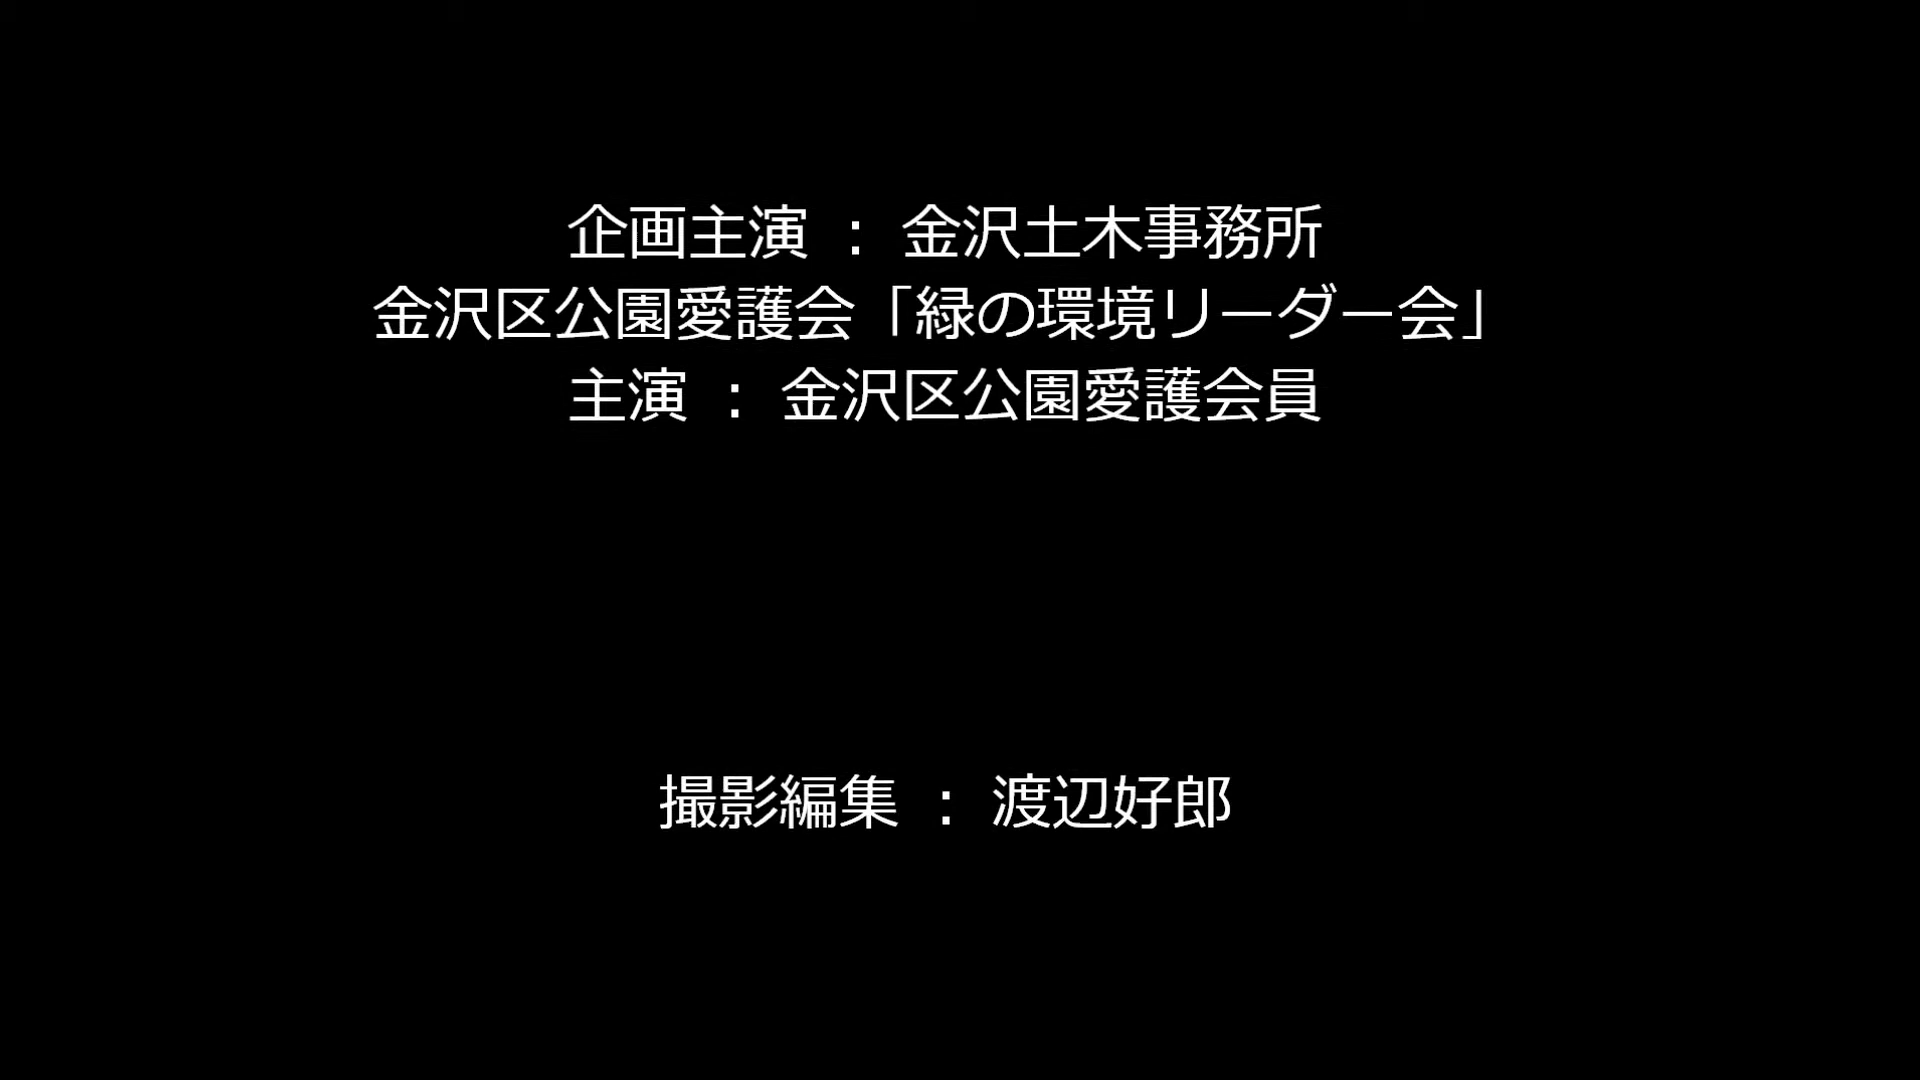 企画主演 : 金沢土木事務所
金沢区公園愛護会「緑の環境リーダー会」
主演 : 金沢区公園愛護会員
撮影編集 : 渡辺好郎